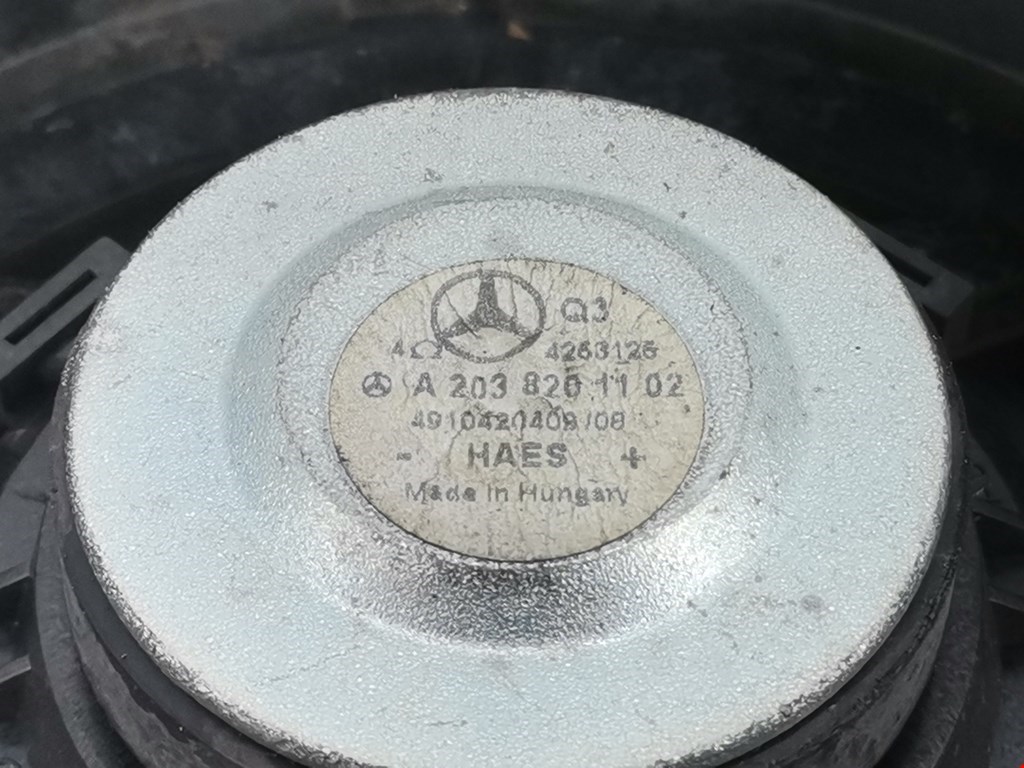 Q3
4Ω 4263126
A 203 820 11 02
4910420409/08
- HAES +
Made in Hungary